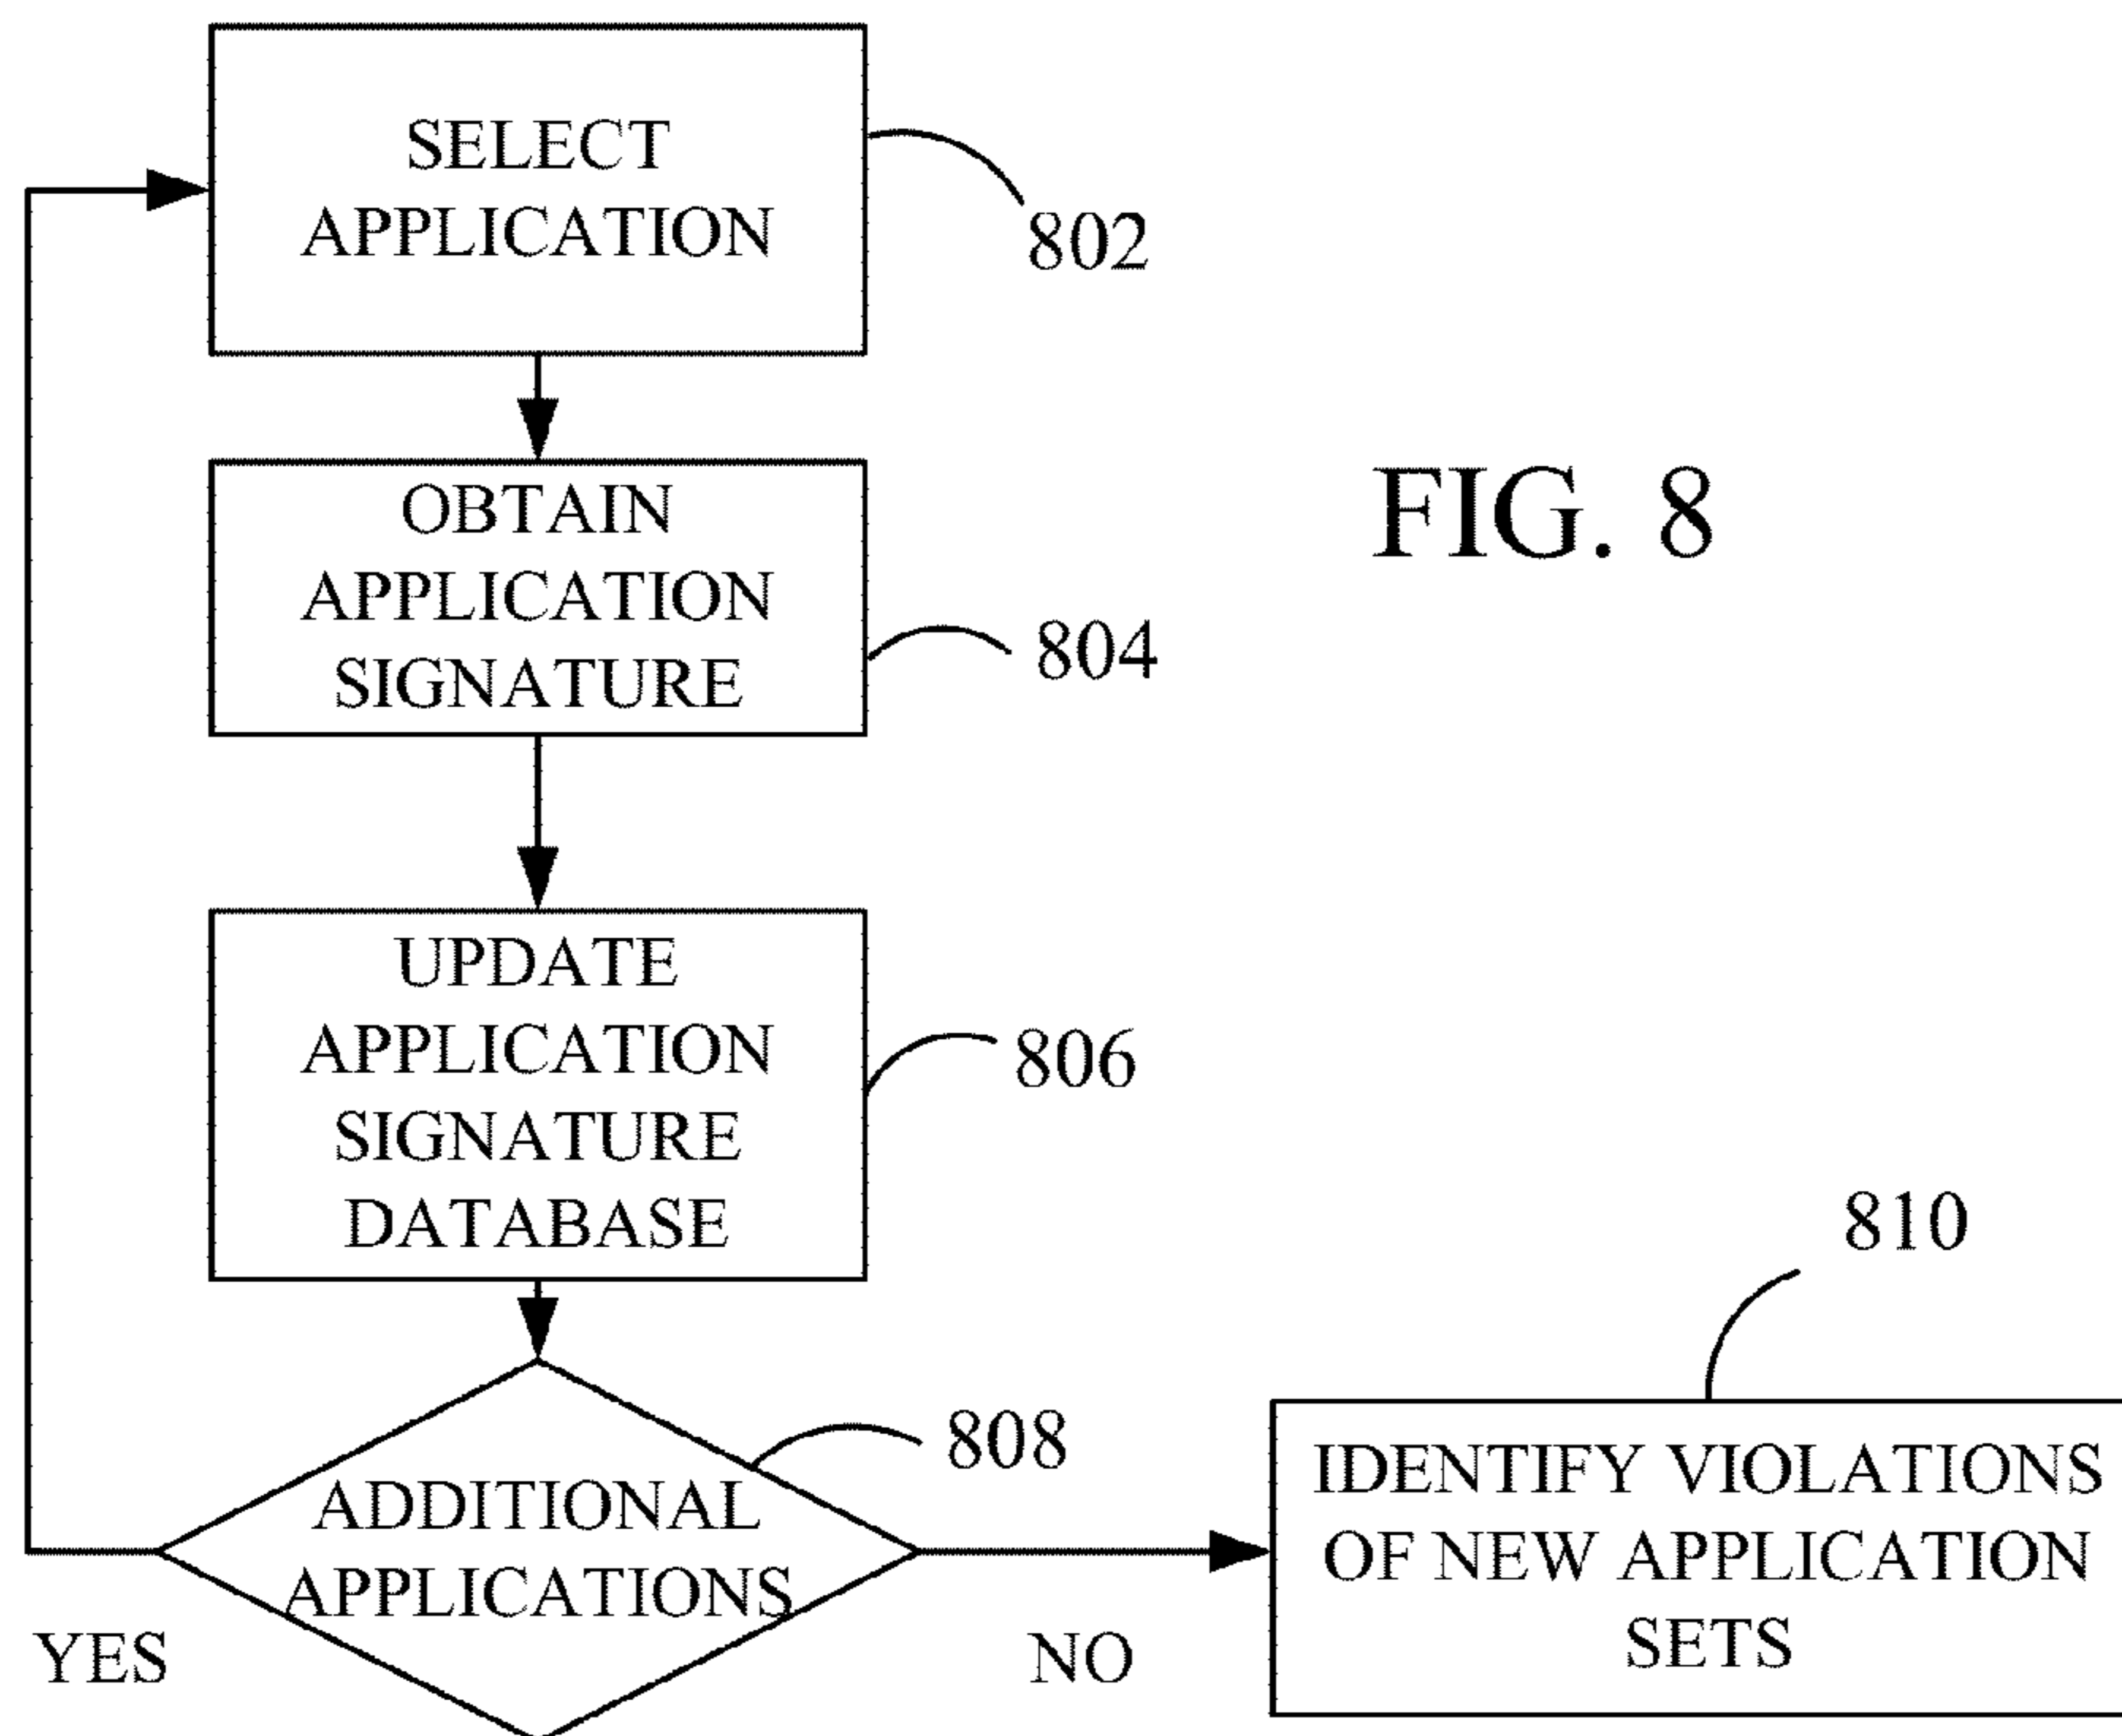 SELECT
APPLICATION
802
OBTAIN
APPLICATION
SIGNATURE
804
FIG. 8
UPDATE
APPLICATION
SIGNATURE
DATABASE
806
ADDITIONAL
APPLICATIONS
808
YES
NO
810
IDENTIFY VIOLATIONS
OF NEW APPLICATION
SETS